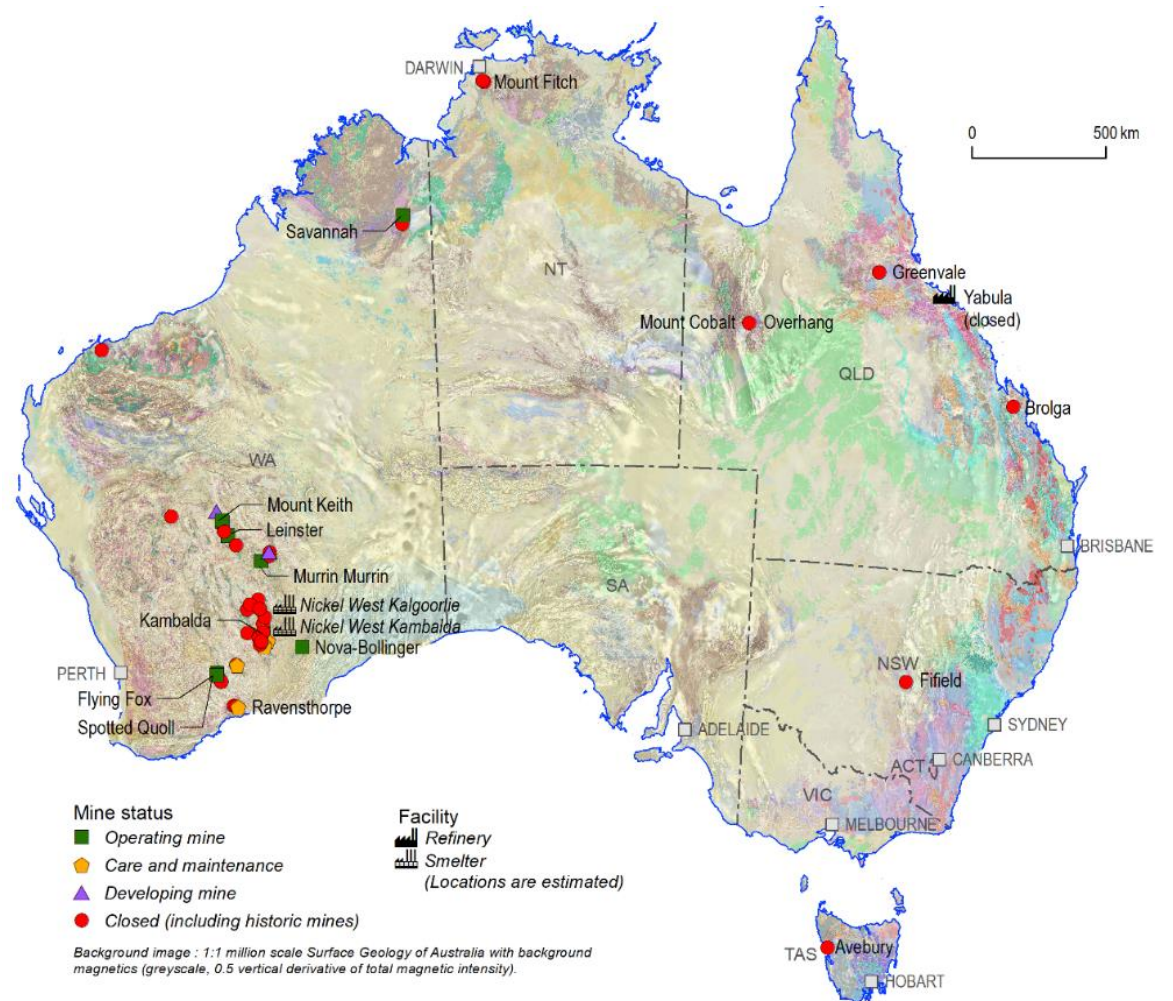 DARWIN
Mount Fitch
0
500 km
Savannah
NT
Greenvale
Yabula
(closed)
Mount Cobalt
Overhang
QLD
Brolga
WA
Mount Keith
Leinster
BRISBANE
Murrin Murrin
SA
Nickel West Kalgoorlie
Kambalda
Nickel West Kambalda
Nova-Bollinger
PERTH
NSW
Fifield
Flying Fox
Ravensthorpe
Spotted Quoll
ADELAIDE
SYDNEY
CANBERRA
ACT
VIC
MELBOURNE
Mine status
Operating mine
Care and maintenance
Developing mine
Closed (including historic mines)
Facility
Refinery
Smelter
(Locations are estimated)
Background image : 1:1 million scale Surface Geology of Australia with background
magnetics (greyscale, 0.5 vertical derivative of total magnetic intensity).
TAS
Avebury
HOBART